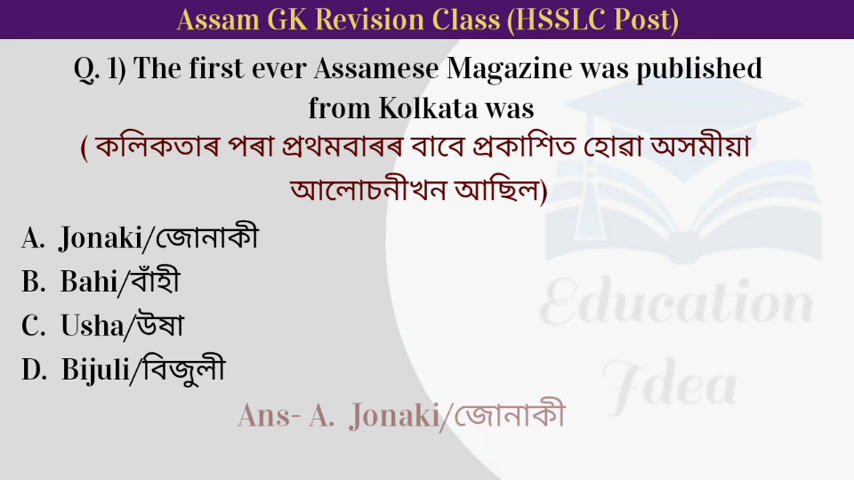 Assam GK Revision Class (HSSLC Post)
Q. 1) The first ever Assamese Magazine was published
from Kolkata was
( কলিকতাৰ পৰা প্ৰথমবাৰৰ বাবে প্ৰকাশিত হোৱা অসমীয়া
আলোচনীখন আছিল)
A. Jonaki/জোনাকী
B. Bahi/বাঁহী
C. Usha/উষা
D. Bijuli/বিজুলী
Education
Idea
Ans- A. Jonaki/জোনাকী